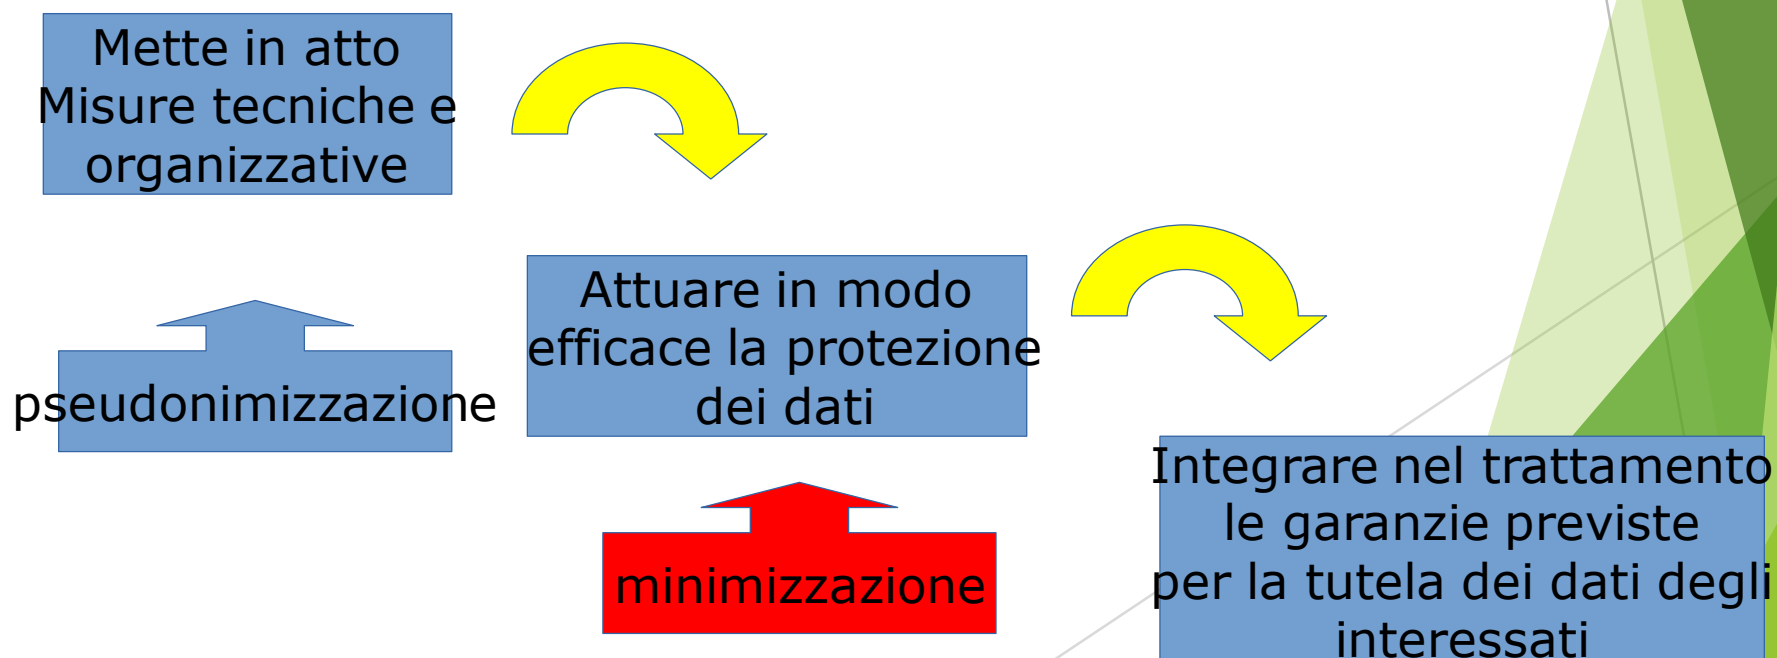 Mette in atto
Misure tecniche e
organizzative
pseudonimizzazione
Attuare in modo
efficace la protezione
dei dati
minimizzazione
Integrare nel trattamento
le garanzie previste
per la tutela dei dati degli
interessati